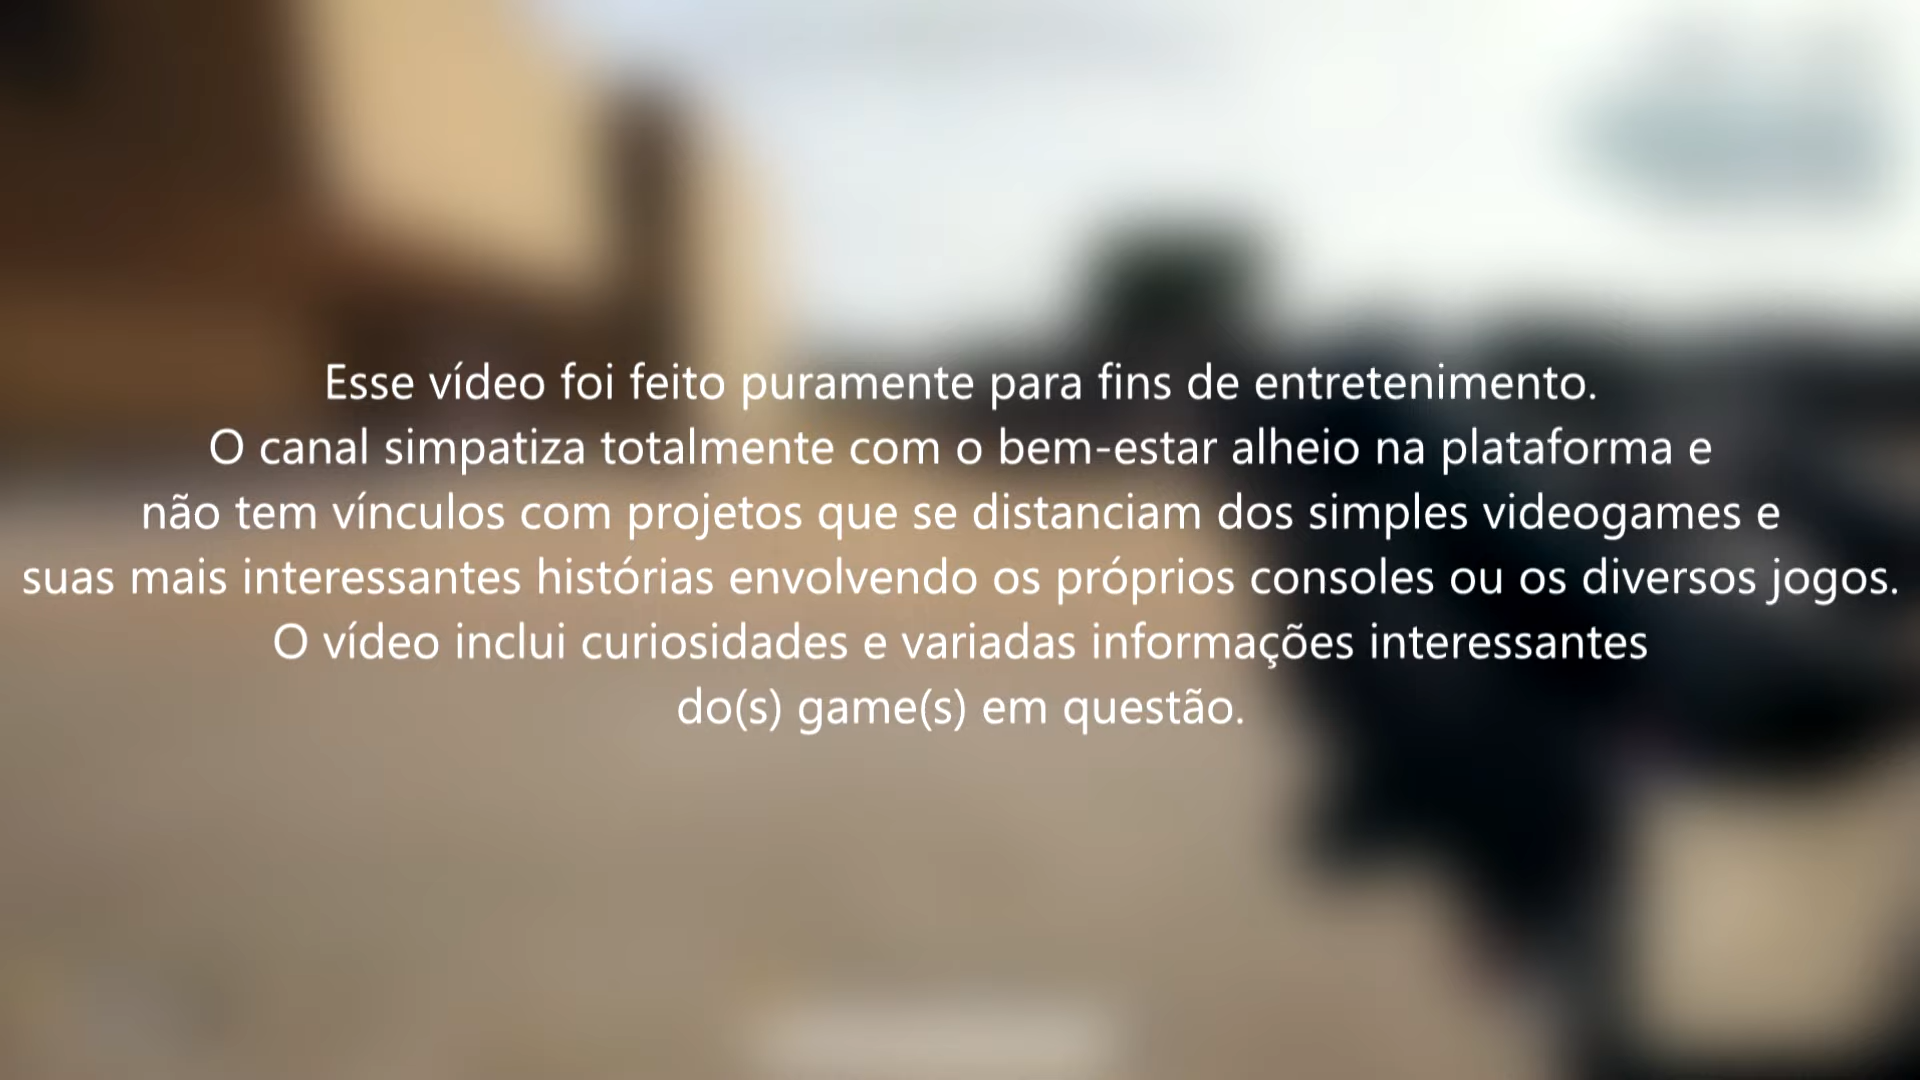 Esse vídeo foi feito puramente para fins de entretenimento.
O canal simpatiza totalmente com o bem-estar alheio na plataforma e
não tem vínculos com projetos que se distanciam dos simples videogames e
suas mais interessantes histórias envolvendo os próprios consoles ou os diversos jogos.
O vídeo inclui curiosidades e variadas informações interessantes
do(s) game(s) em questão.